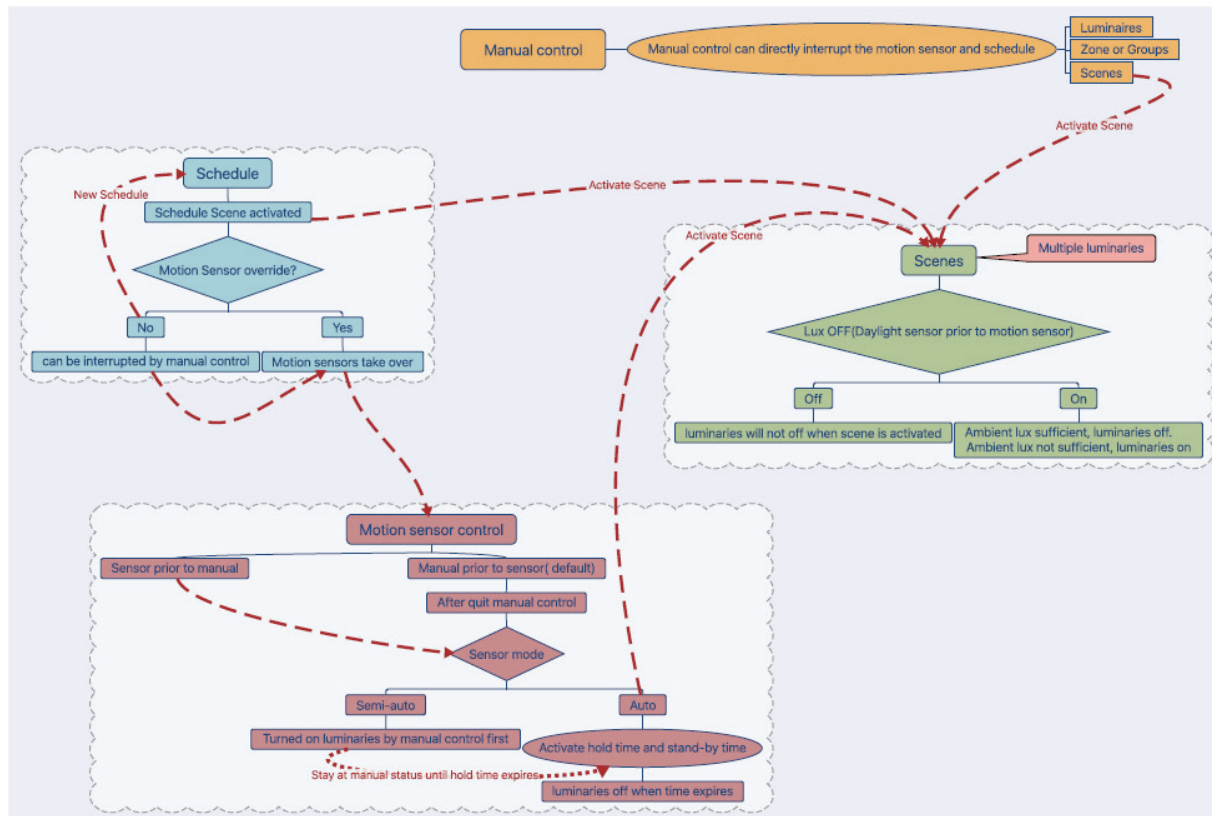 Manual control
Manual control can directly interrupt the motion sensor and schedule
Luminaires
Zone or Groups
Scenes
Activate Scene
Schedule
New Schedule
Schedule Scene activated
Activate Scene
Motion Sensor override?
No
Yes
can be interrupted by manual control
Motion sensors take over
Activate Scene
Scenes
Multiple luminaries
Lux OFF(Daylight sensor prior to motion sensor)
Off
On
luminaries will not off when scene is activated
Ambient lux sufficient, luminaries off.
Ambient lux not sufficient, luminaries on
Motion sensor control
Sensor prior to manual
Manual prior to sensor( default)
After quit manual control
Sensor mode
Semi-auto
Auto
Turned on luminaries by manual control first
Activate hold time and stand-by time
Stay at manual status until hold time expires
luminaries off when time expires